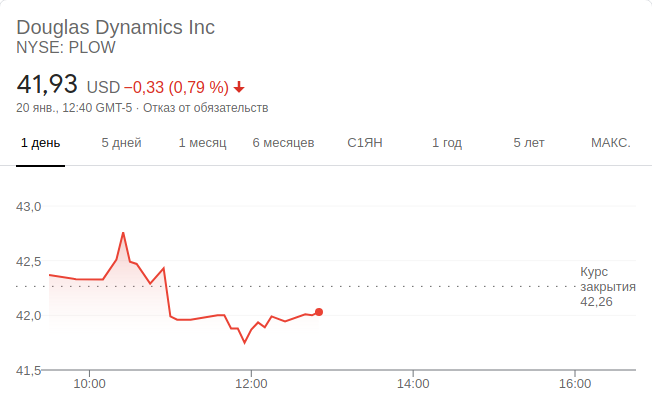 Douglas Dynamics Inc
NYSE: PLOW
41,93 USD −0,33 (0,79 %)
20 янв., 12:40 GMT-5 · Отказ от обязательств
1 день 5 дней 1 месяц 6 месяцев С1ЯН 1 год 5 лет МАКС.
43,0
42,5
Курс
закрытия
42,26
42,0
41,5
10:00 12:00 14:00 16:00